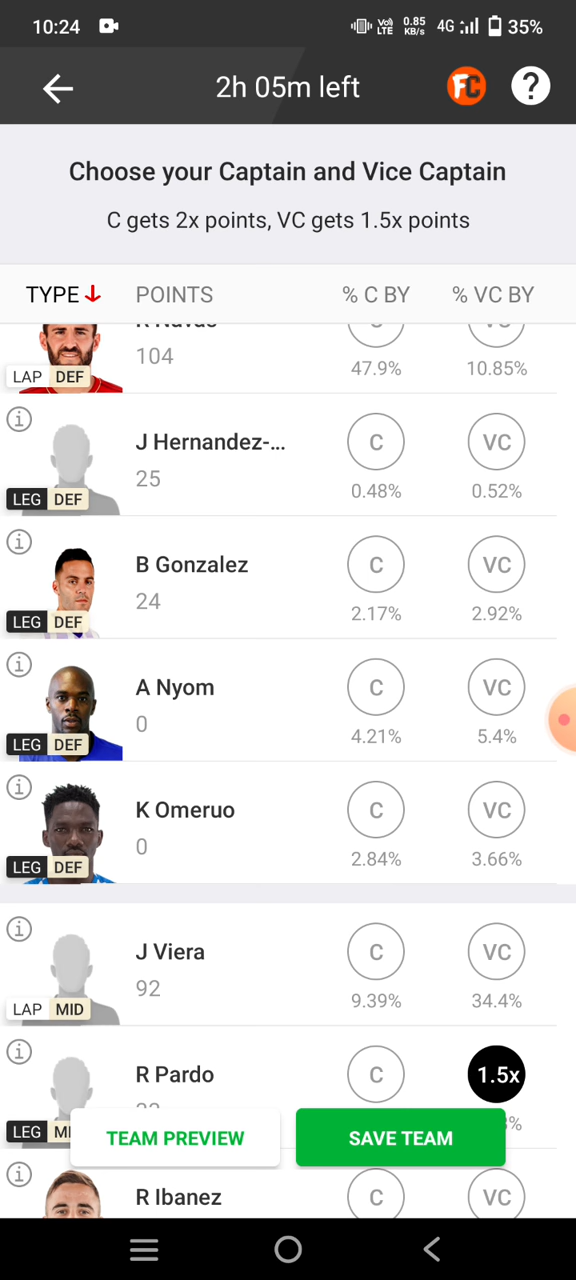 10:24 Vo) LTE 0.85 KB/s 4G 35%
2h 05m left FC ?
Choose your Captain and Vice Captain
C gets 2x points, VC gets 1.5x points
TYPE POINTS % C BY % VC BY
104
LAP DEF 47.9% 10.85%
J Hernandez-... C VC
25
LEG DEF 0.48% 0.52%
B Gonzalez C VC
24
LEG DEF 2.17% 2.92%
A Nyom C VC
0
LEG DEF 4.21% 5.4%
K Omeruo C VC
0
LEG DEF 2.84% 3.66%
J Viera C VC
92
LAP MID 9.39% 34.4%
R Pardo C 1.5x
LEG
TEAM PREVIEW SAVE TEAM
R Ibanez C VC